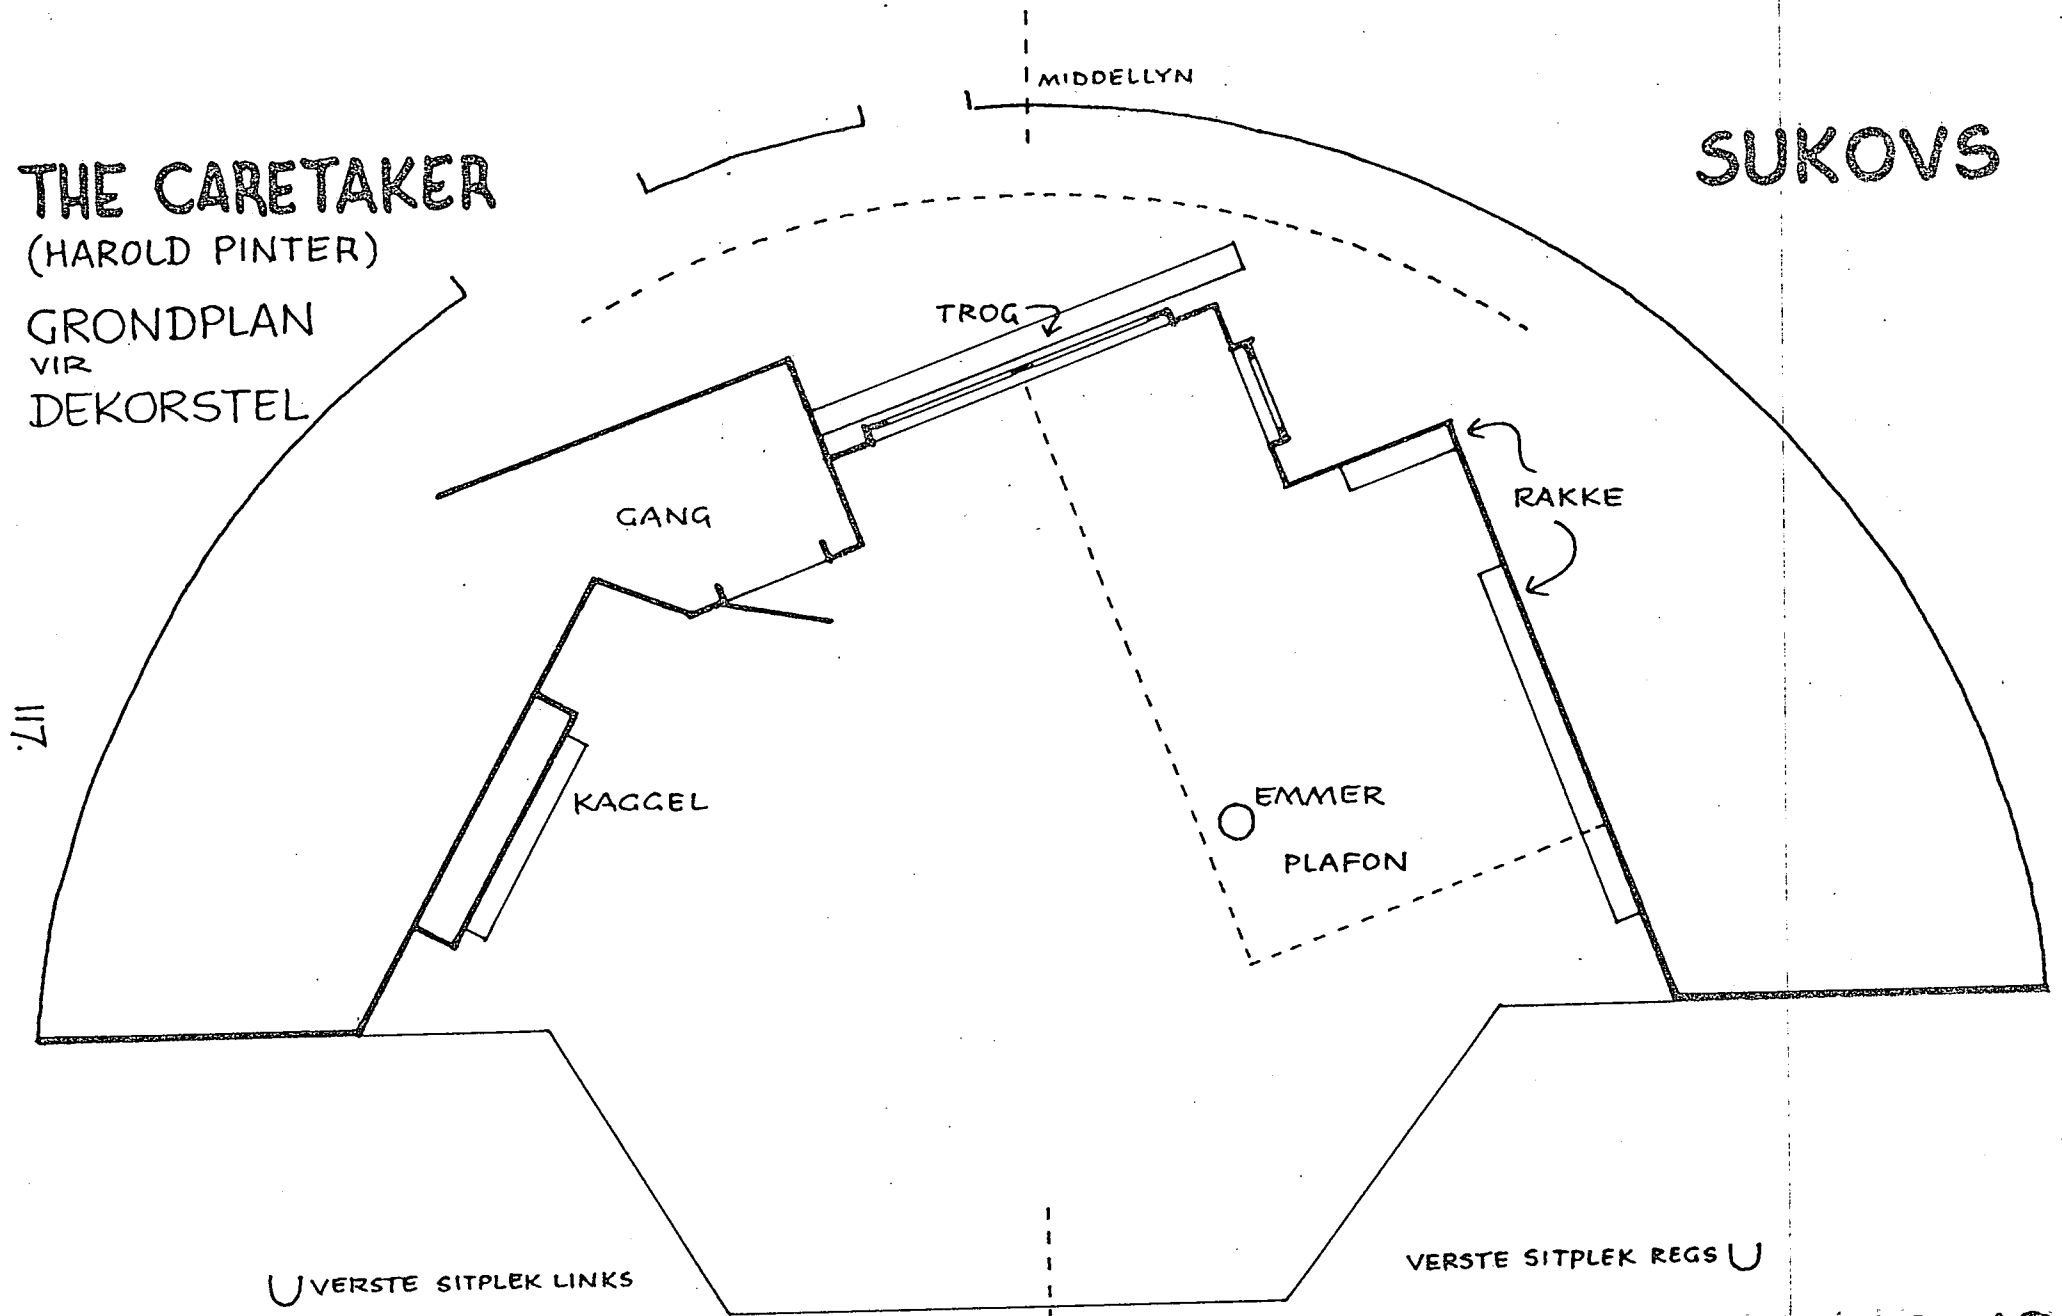 MIDDELLYN
THE CARETAKER
(HAROLD PINTER)
GRONDPLAN
VIR
DEKORSTEL
SUKOVS
TROG
GANG
RAKKE
117.
KAGGEL
EMMER
PLAFON
VERSTE SITPLEK LINKS
VERSTE SITPLEK REGS